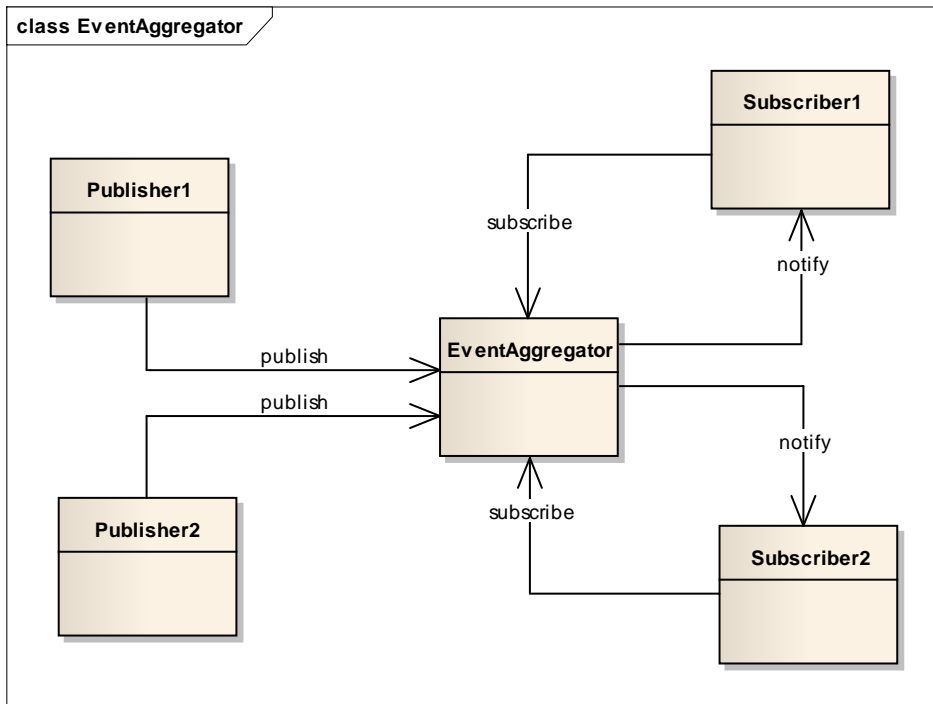 class EventAggregator
Subscriber1
Publisher1
subscribe
notify
EventAggregator
publish
publish
notify
subscribe
Publisher2
Subscriber2